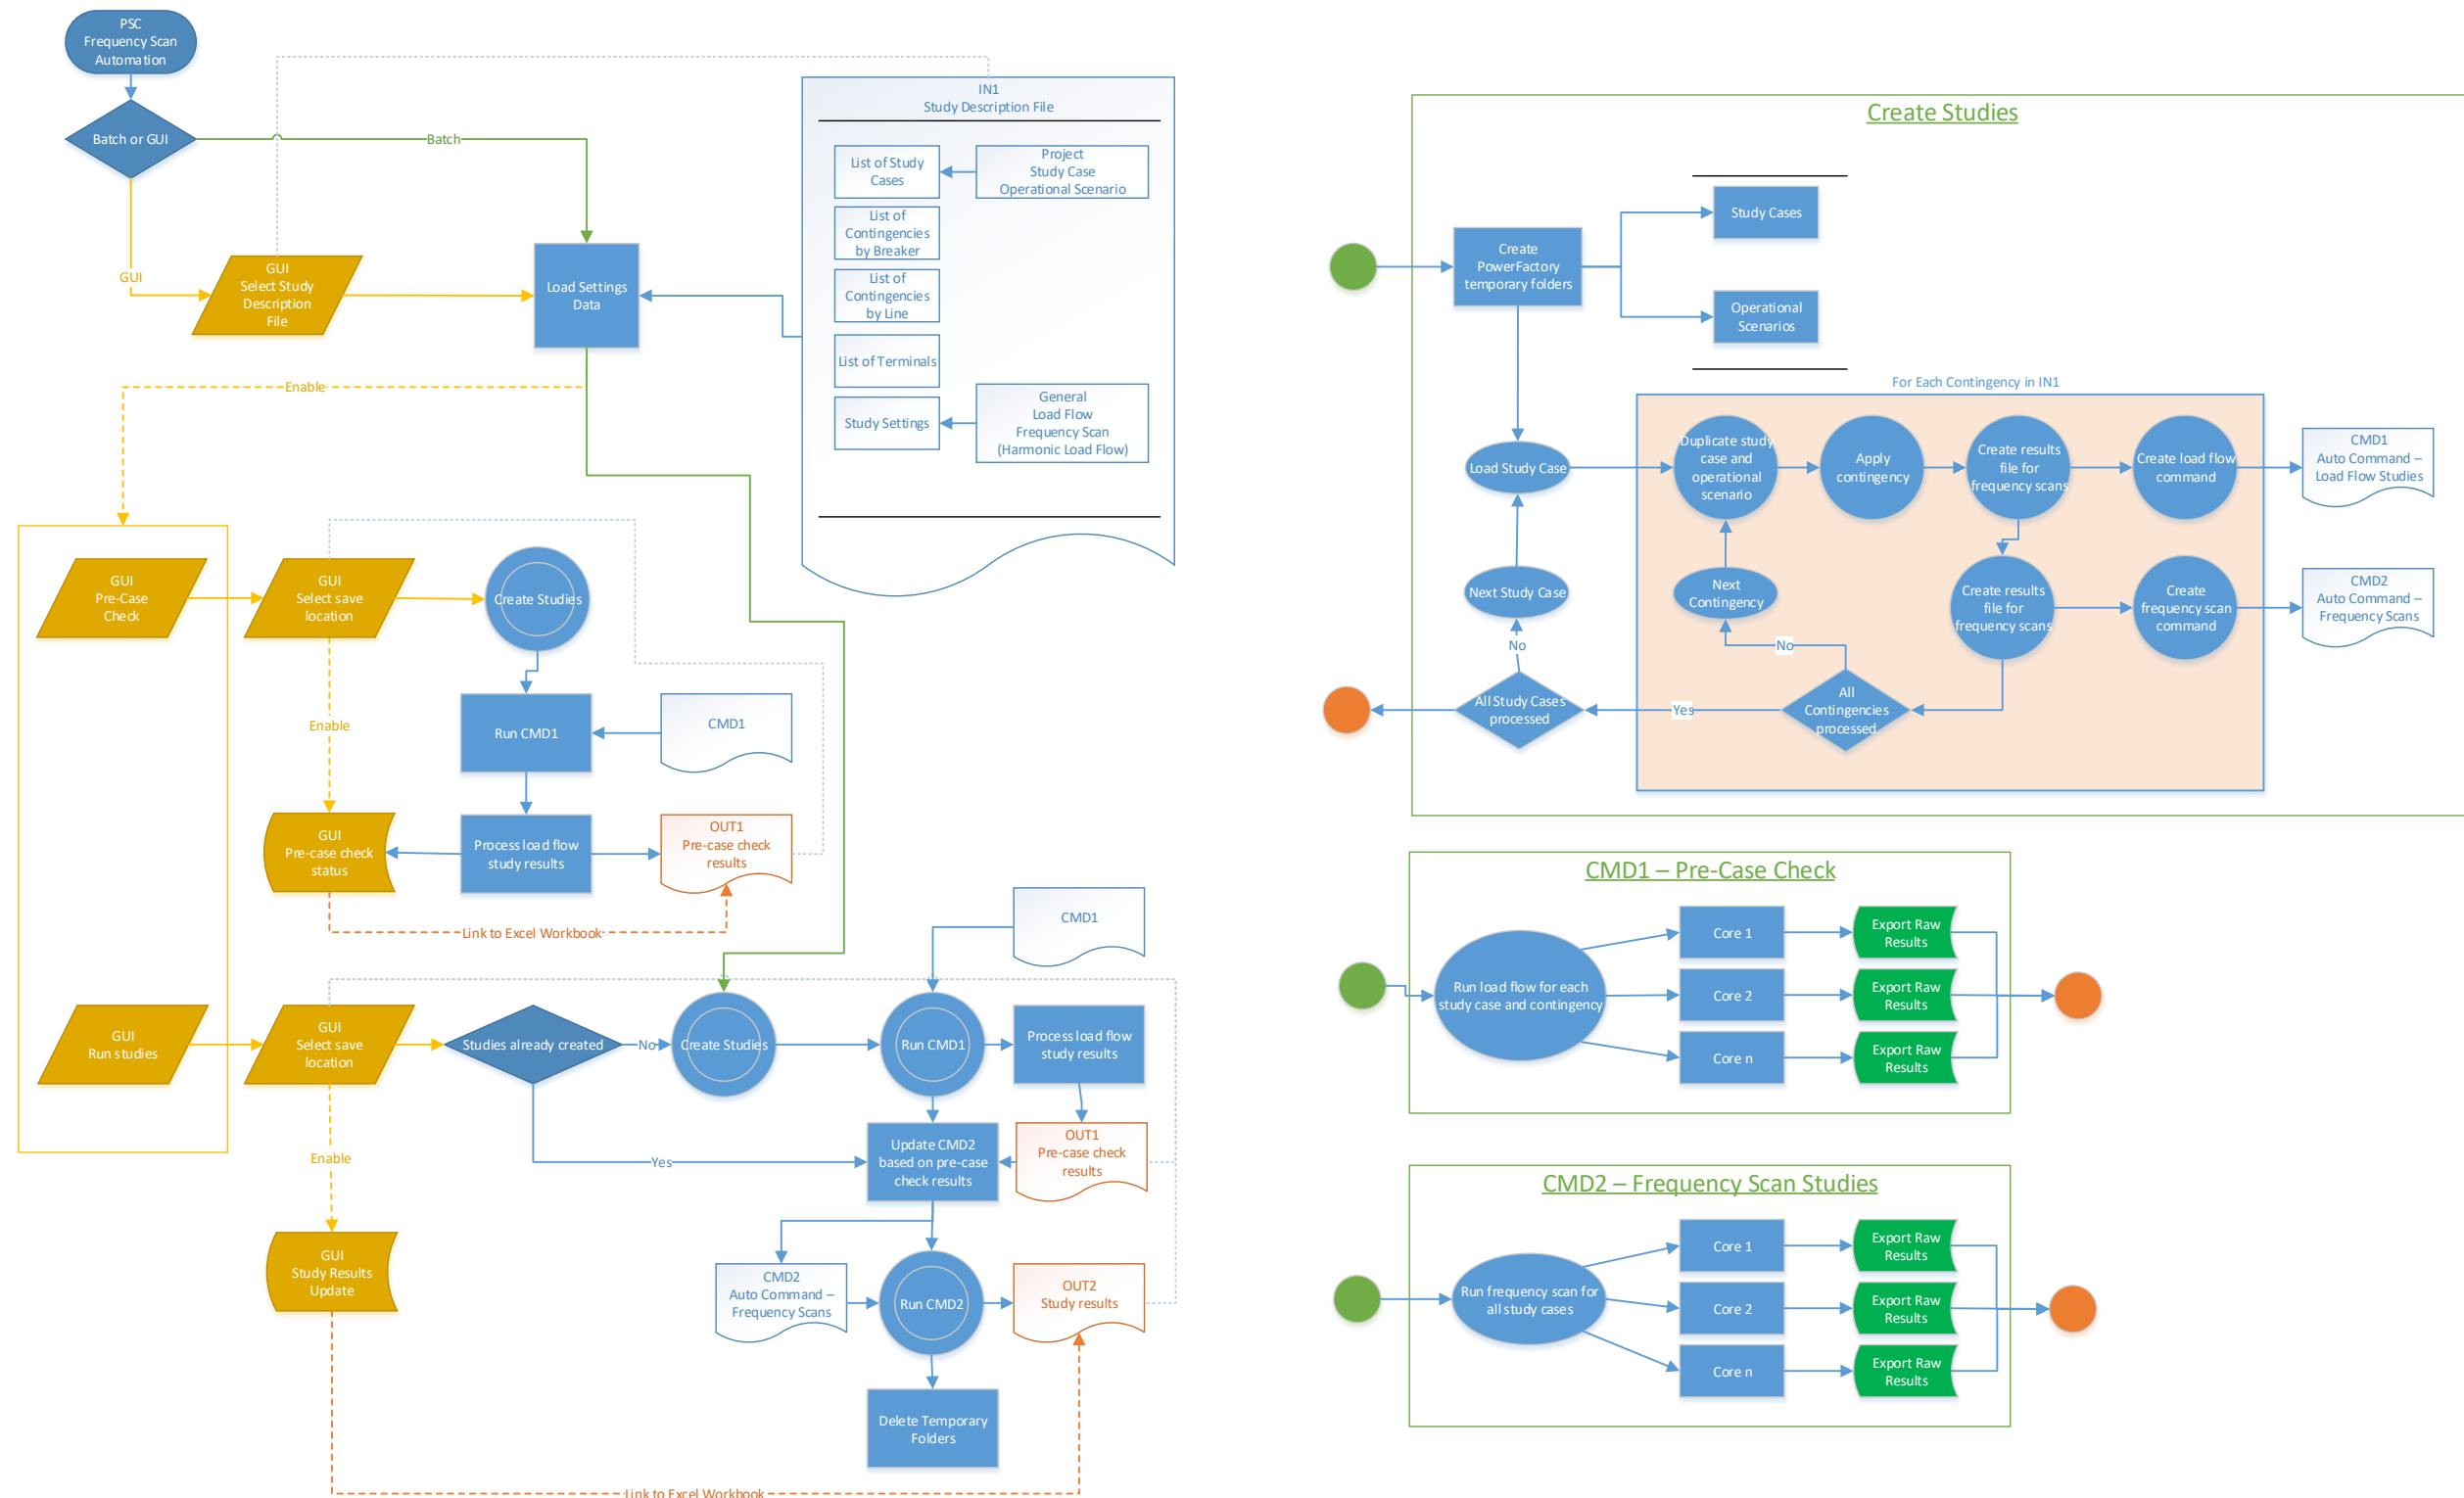 PSC
Frequency Scan
Automation
Batch or GUI
Batch
GUI
GUI
Select Study
Description
File
Load Settings
Data
Enable
IN1
Study Description File
List of Study
Cases
Project
Study Case
Operational Scenario
List of
Contingencies
by Breaker
List of
Contingencies
by Line
List of Terminals
Study Settings
General
Load Flow
Frequency Scan
(Harmonic Load Flow)
GUI
Pre-Case
Check
GUI
Select save
location
Create Studies
Enable
Run CMD1
CMD1
GUI
Pre-case check
status
Process load flow
study results
OUT1
Pre-case check
results
Link to Excel Workbook
CMD1
GUI
Run studies
GUI
Select save
location
Studies already created
No
Create Studies
Run CMD1
Process load flow
study results
Enable
Yes
Update CMD2
based on pre-case
check results
OUT1
Pre-case check
results
GUI
Study Results
Update
CMD2
Auto Command –
Frequency Scans
Run CMD2
OUT2
Study results
Delete Temporary
Folders
Link to Excel Workbook
Create Studies
Create
PowerFactory
temporary folders
Study Cases
Operational
Scenarios
For Each Contingency in IN1
Load Study Case
Duplicate study
case and
operational
scenario
Apply
contingency
Create results
file for
frequency scans
Create load flow
command
CMD1
Auto Command –
Load Flow Studies
Next Study Case
Next
Contingency
Create results
file for
frequency scans
Create
frequency scan
command
CMD2
Auto Command –
Frequency Scans
No
No
All Study Cases
processed
Yes
All
Contingencies
processed
CMD1 – Pre-Case Check
Run load flow for each
study case and contingency
Core 1
Export Raw
Results
Core 2
Export Raw
Results
Core n
Export Raw
Results
CMD2 – Frequency Scan Studies
Run frequency scan for
all study cases
Core 1
Export Raw
Results
Core 2
Export Raw
Results
Core n
Export Raw
Results